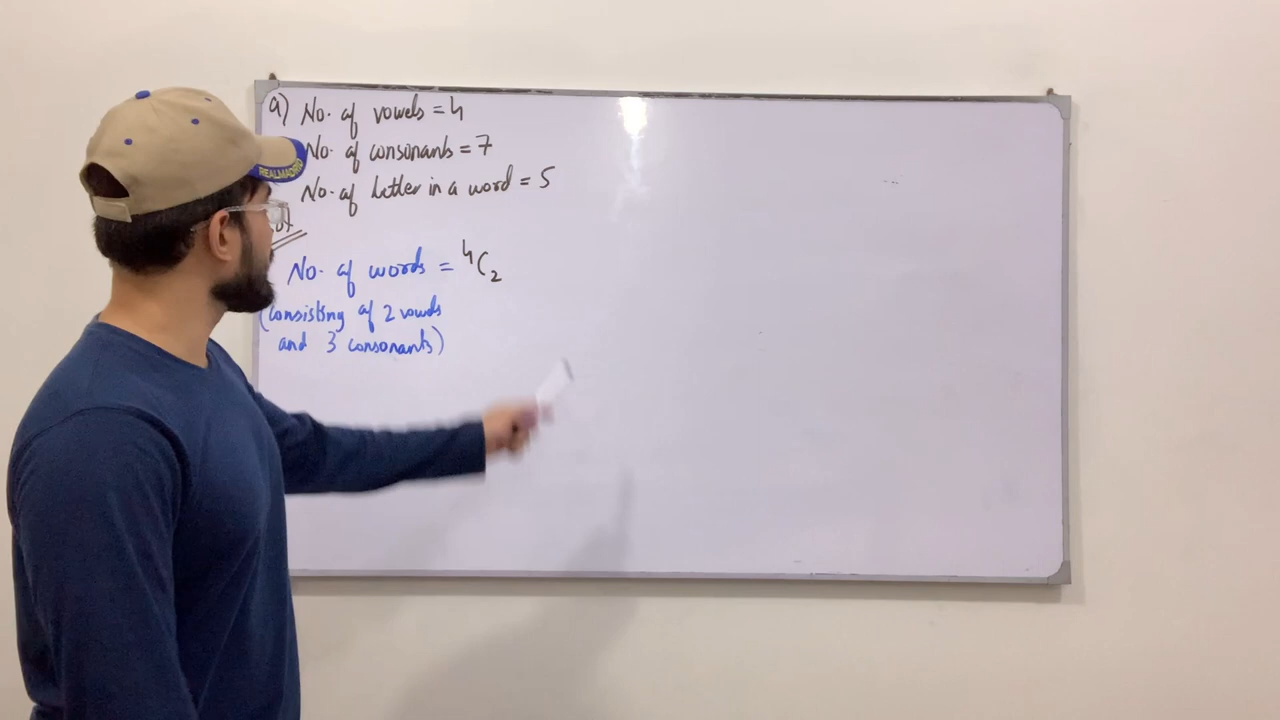 a) No. of vowels = 4
No. of consonants = 7
No. of letter in a word = 5
No. of words = ⁴C₂
(consisting of 2 vowels
and 3 consonants)
REALMADRID